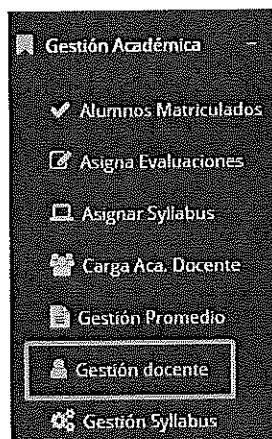 Gestión Académica
Alumnos Matriculados
Asigna Evaluaciones
Asignar Syllabus
Carga Aca. Docente
Gestión Promedio
Gestión docente
Gestión Syllabus